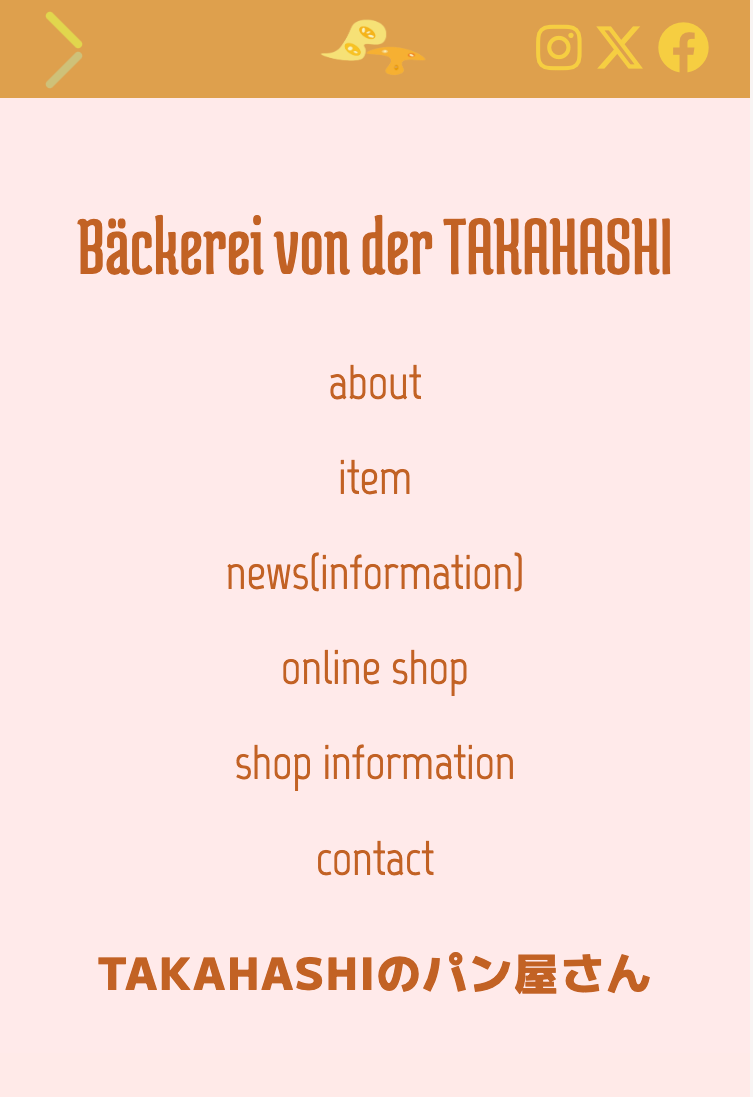 Bäckerei von der TAKAHASHI
about
item
news(information)
online shop
shop information
contact
TAKAHASHIのパン屋さん